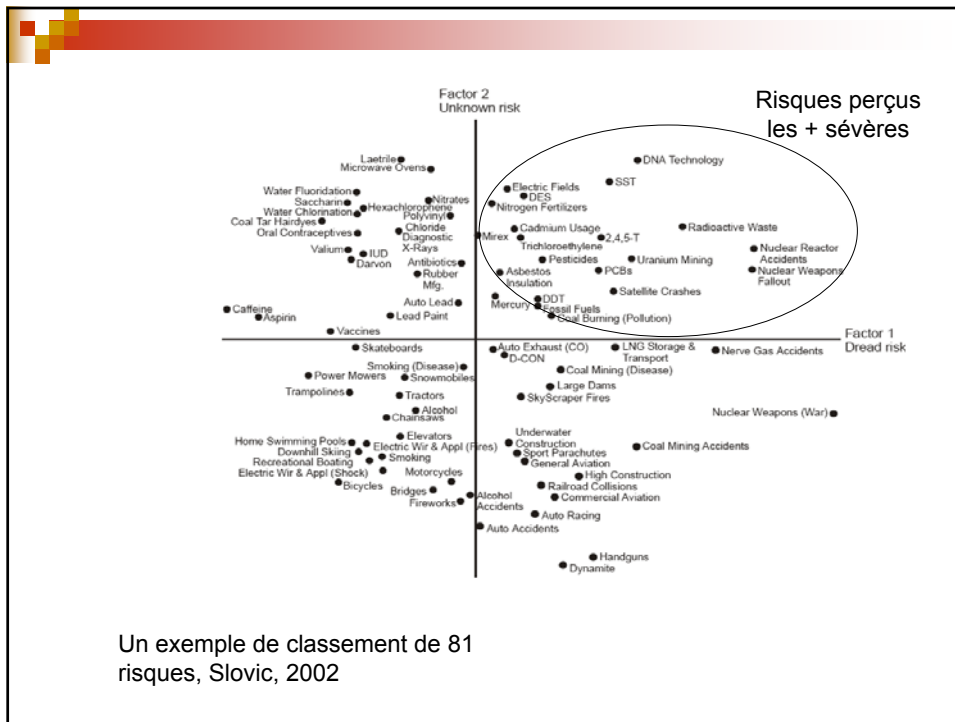 Factor 2
Unknown risk
Risques perçus
les + sévères
Laetrile
Microwave Ovens
Water Fluoridation
Saccharin
Nitrates
Hexachlorophene
Water Chlorination
Polyvinyl
Coal Tar Hairdyes
Oral Contraceptives
Chloride
Diagnostic
X-Rays
Valium
IUD
Darvon
Antibiotics
Rubber
Mfg.
Auto Lead
Lead Paint
Caffeine
Aspirin
Vaccines
DNA Technology
SST
Electric Fields
DES
Nitrogen Fertilizers
Cadmium Usage
Radioactive Waste
Mirex
Trichloroethylene
2,4,5-T
Pesticides
Uranium Mining
Nuclear Reactor
Accidents
Asbestos
Insulation
PCBs
Nuclear Weapons
Fallout
Satellite Crashes
Mercury
DDT
Fossil Fuels
Coal Burning (Pollution)
Factor 1
Dread risk
Skateboards
Smoking (Disease)
Power Mowers
Snowmobiles
Trampolines
Tractors
Alcohol
Chainsaws
Elevators
Home Swimming Pools
Electric Wir & Appl (Fires)
Downhill Skiing
Smoking
Recreational Boating
Electric Wir & Appl (Shock)
Motorcycles
Bicycles
Bridges
Fireworks
Alcohol
Accidents
Auto Exhaust (CO)
D-CON
LNG Storage &
Transport
Nerve Gas Accidents
Coal Mining (Disease)
Large Dams
SkyScraper Fires
Nuclear Weapons (War)
Underwater
Construction
Coal Mining Accidents
Sport Parachutes
General Aviation
High Construction
Railroad Collisions
Commercial Aviation
Auto Racing
Auto Accidents
Handguns
Dynamite
Un exemple de classement de 81
risques, Slovic, 2002